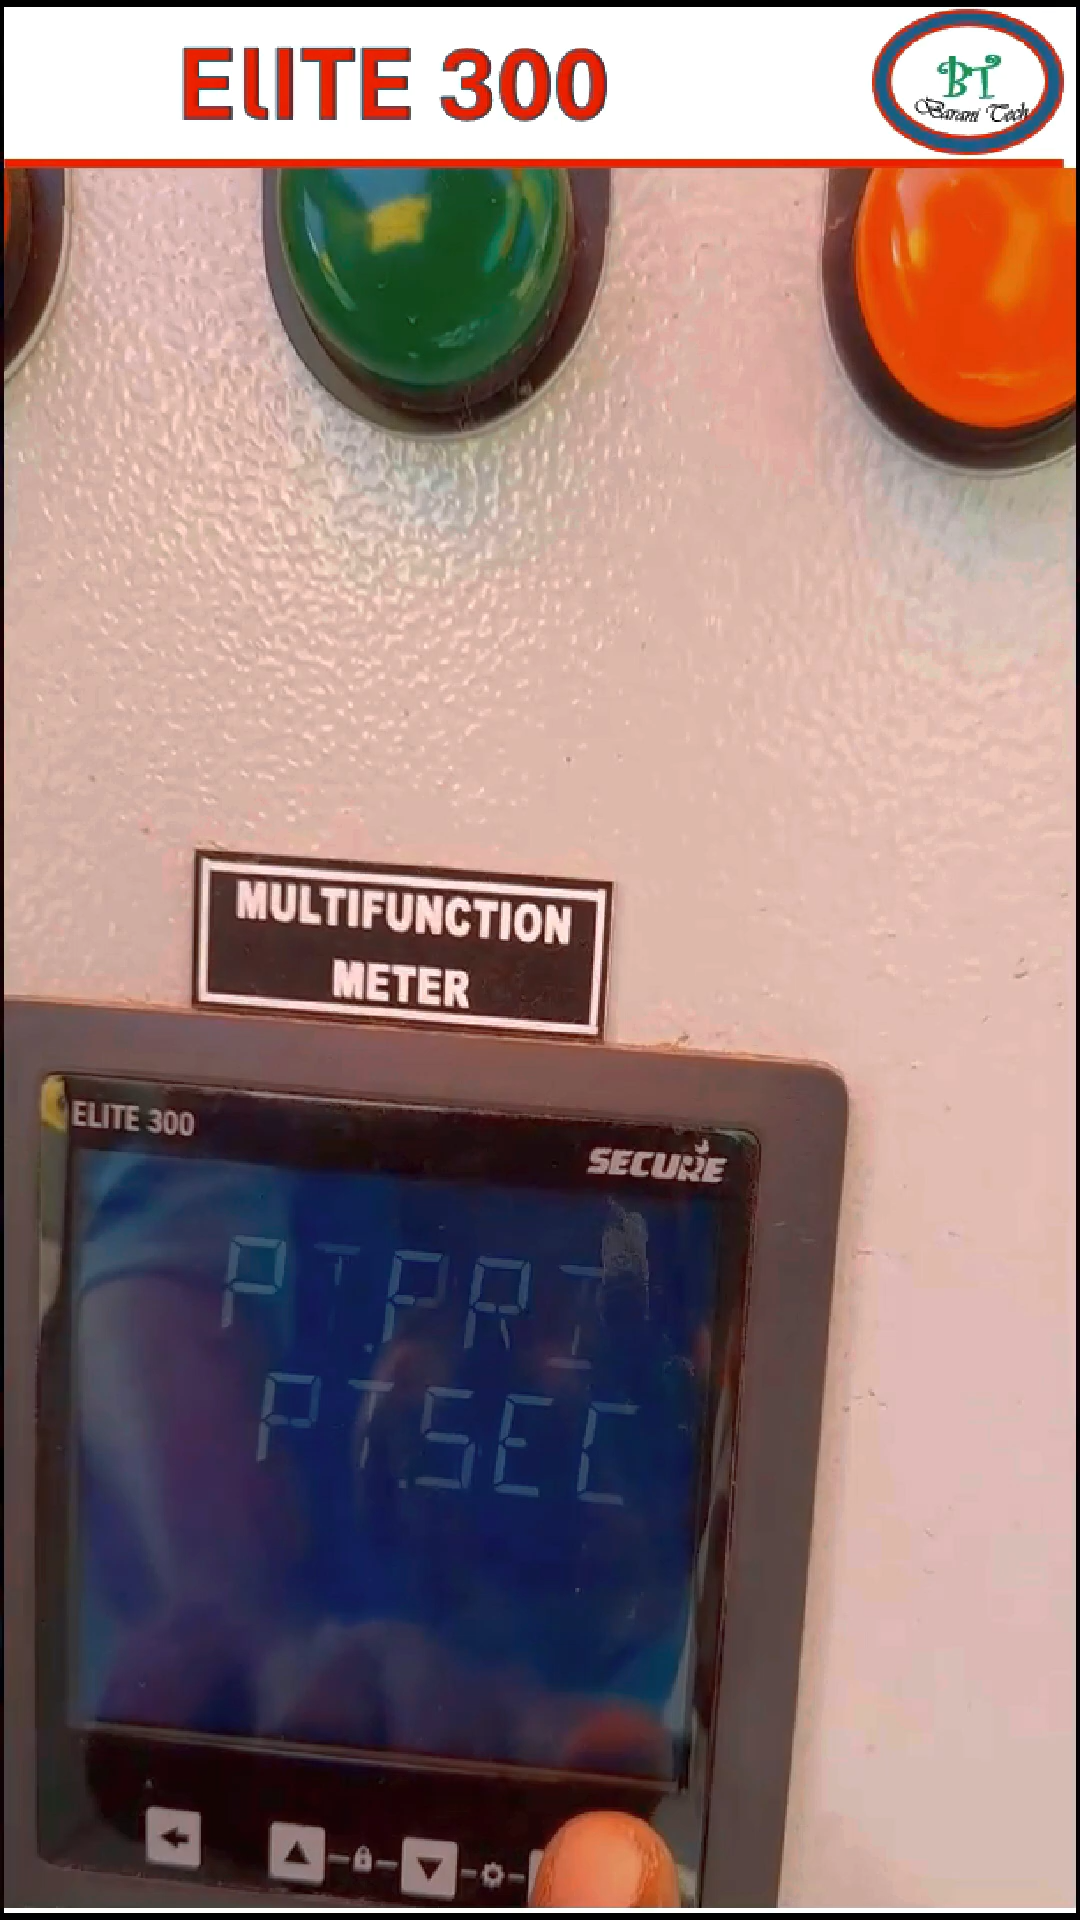 ElITE 300
BT
Barani Tech
MULTIFUNCTION
METER
ELITE 300
SECURE
PT.PRI
PT.SEC